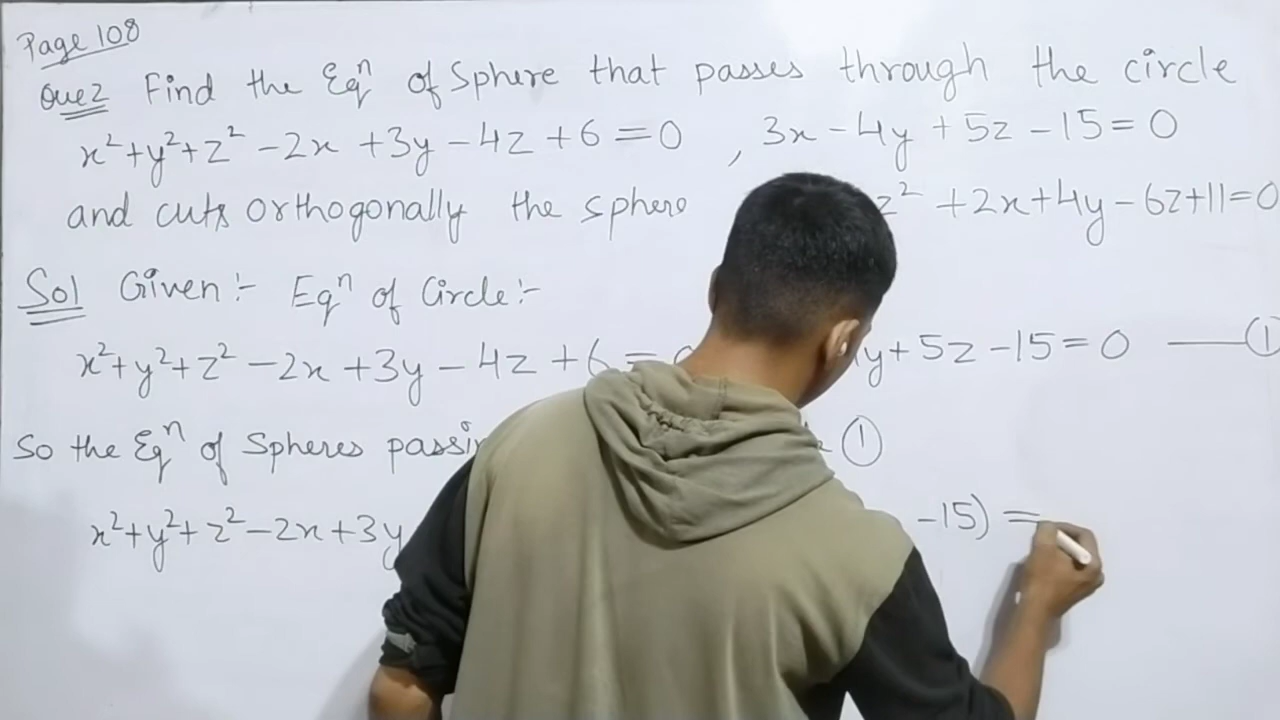 Page 108
Que2 Find the Eqⁿ of Sphere that passes through the circle
x²+y²+z² -2x +3y -4z +6 =0 , 3x -4y +5z -15=0
and cuts orthogonally the sphere z² +2x+4y-6z+11=0
Sol Given:- Eqⁿ of Circle:-
x²+y²+z² -2x+3y -4z +6 = y+5z -15=0 —— ①
So the Eqⁿ of Spheres ①
x²+y²+z²-2x+3y -15) =